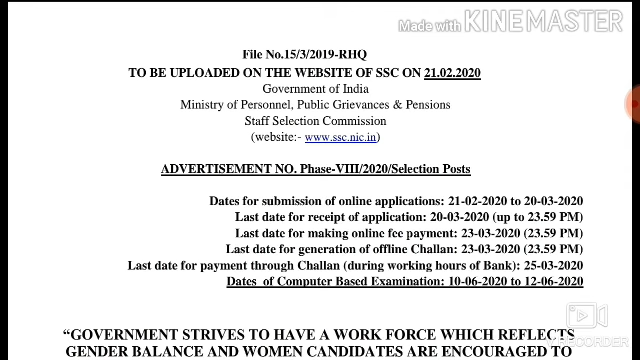 Made with KINEMASTER
File No.15/3/2019-RHQ
TO BE UPLOADED ON THE WEBSITE OF SSC ON 21.02.2020
Government of India
Ministry of Personnel, Public Grievances & Pensions
Staff Selection Commission
(website:- www.ssc.nic.in)
ADVERTISEMENT NO. Phase-VIII/2020/Selection Posts
Dates for submission of online applications: 21-02-2020 to 20-03-2020
Last date for receipt of application: 20-03-2020 (up to 23.59 PM)
Last date for making online fee payment: 23-03-2020 (23.59 PM)
Last date for generation of offline Challan: 23-03-2020 (23.59 PM)
Last date for payment through Challan (during working hours of Bank): 25-03-2020
Dates of Computer Based Examination: 10-06-2020 to 12-06-2020
“GOVERNMENT STRIVES TO HAVE A WORK FORCE WHICH REFLECTS
GENDER BALANCE AND WOMEN CANDIDATES ARE ENCOURAGED TO